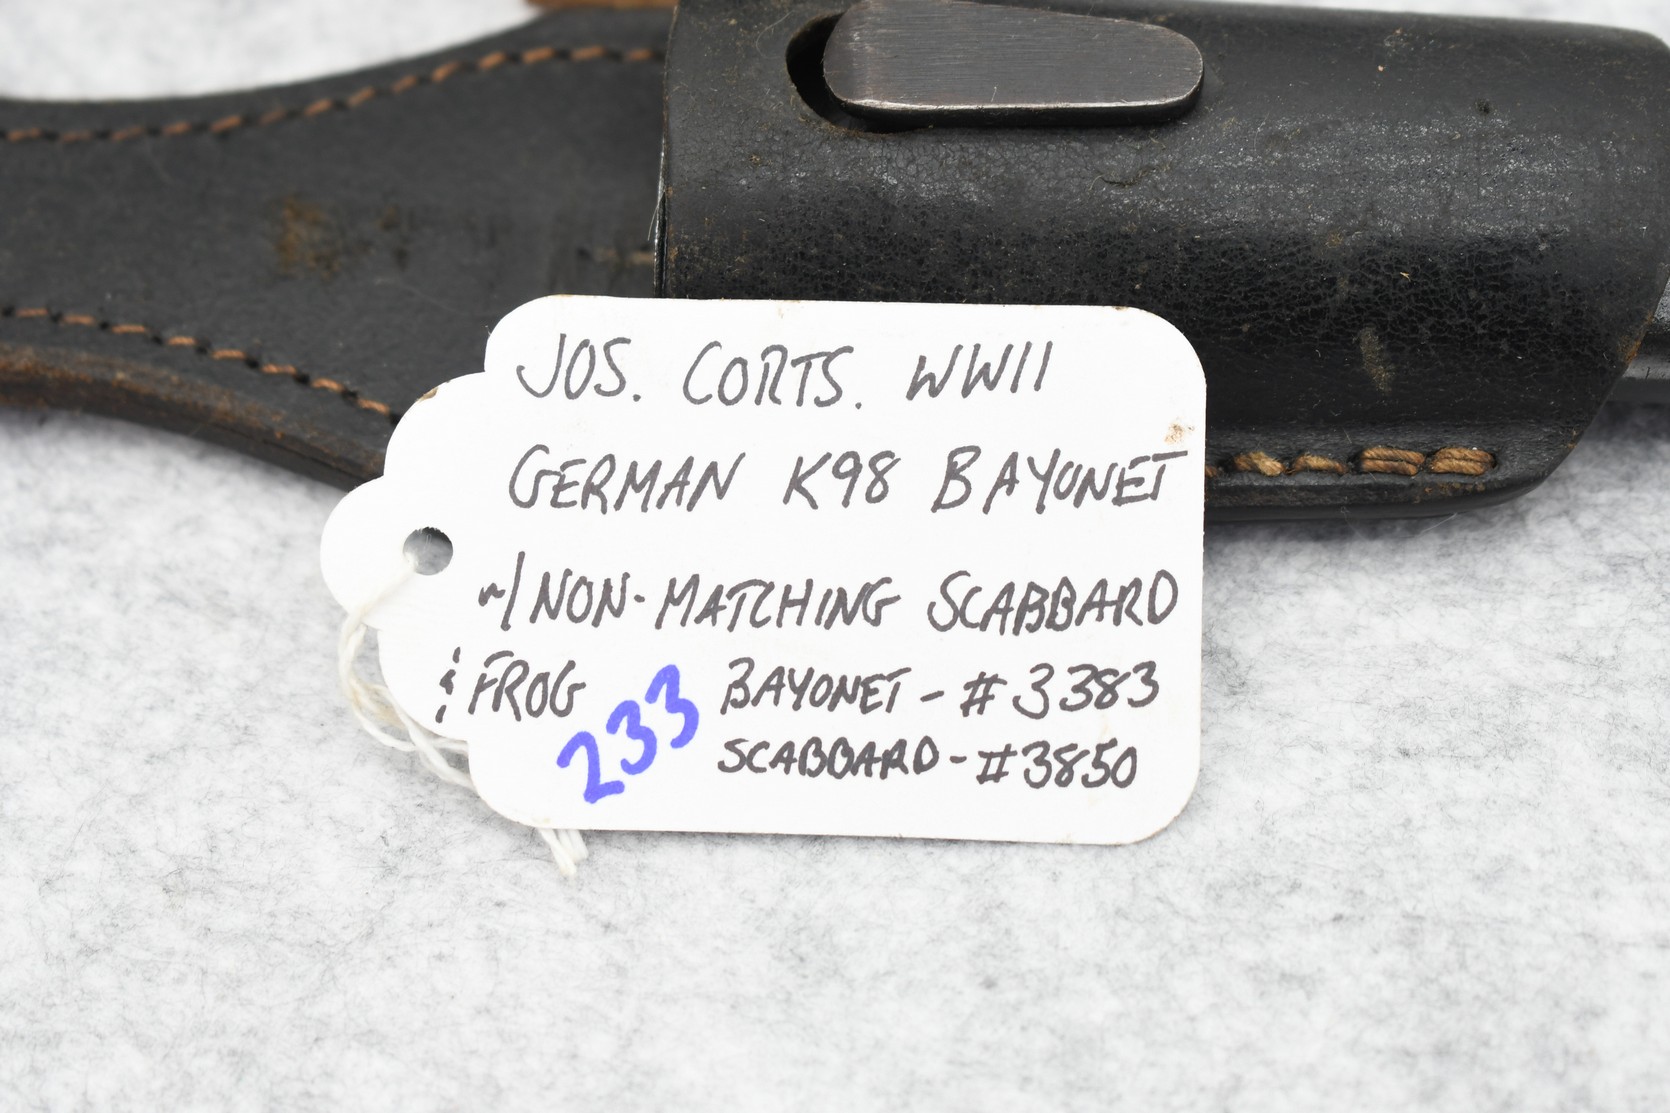 JOS. CORTS. WWII
GERMAN K98 BAYONET
w/ NON-MATCHING SCABBARD
& FROG
233
BAYONET - # 3383
SCABBARD - # 3850